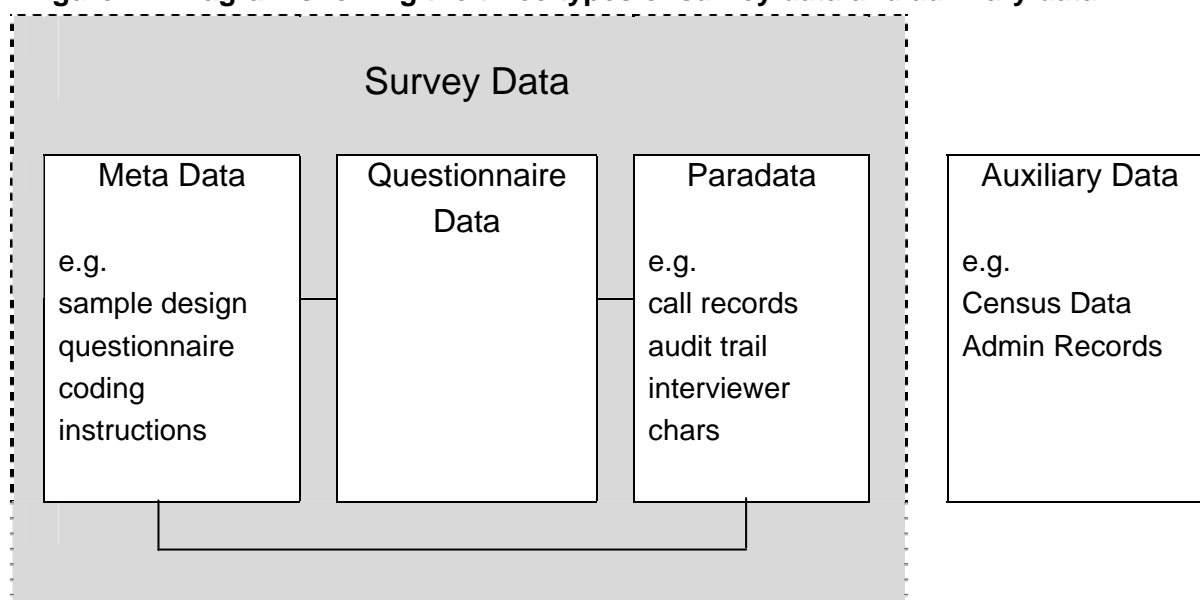 Survey Data
Meta Data
e.g.
sample design
questionnaire
coding
instructions
Questionnaire
Data
Paradata
e.g.
call records
audit trail
interviewer
chars
Auxiliary Data
e.g.
Census Data
Admin Records